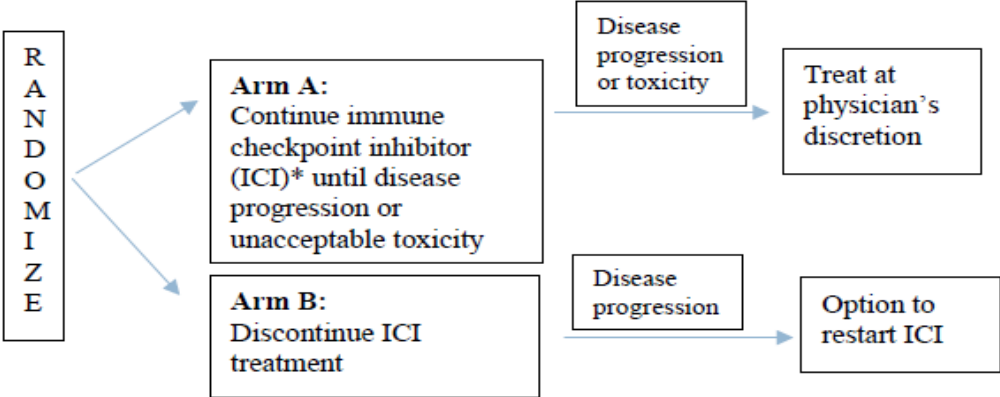 R
A
N
D
O
M
I
Z
E
Arm A:
Continue immune
checkpoint inhibitor
(ICI)* until disease
progression or
unacceptable toxicity
Disease
progression
or toxicity
Treat at
physician’s
discretion
Arm B:
Discontinue ICI
treatment
Disease
progression
Option to
restart ICI